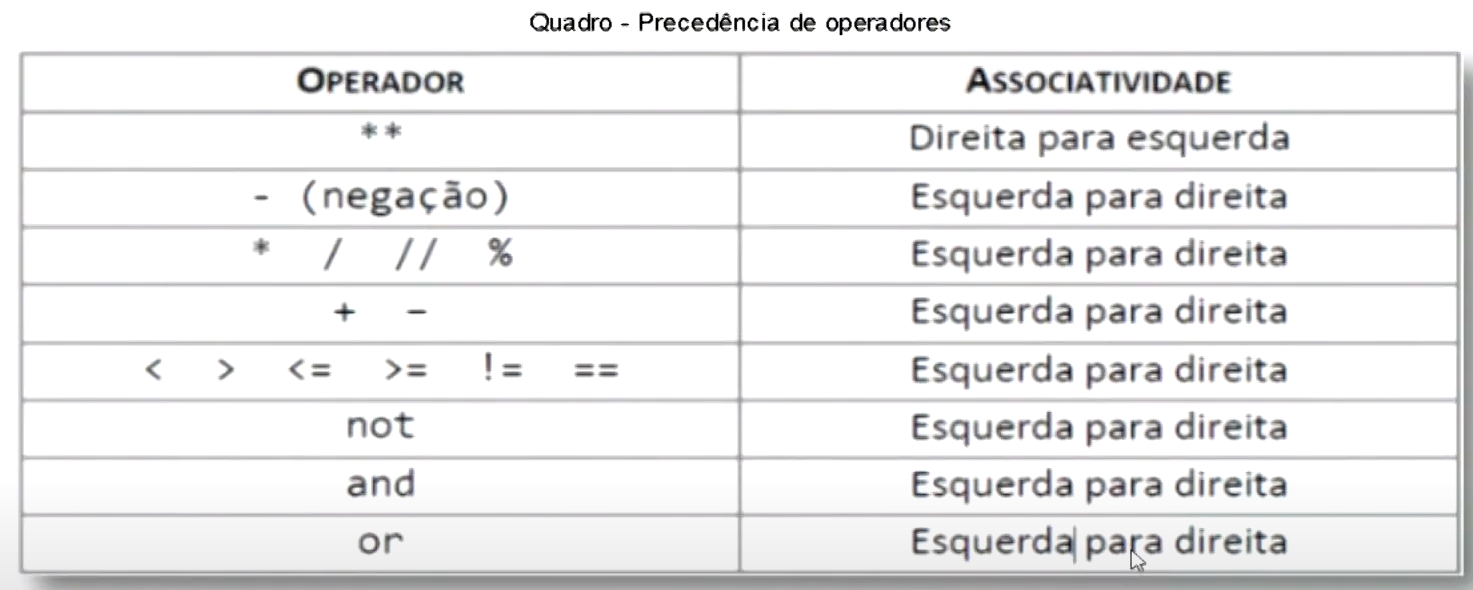 Quadro - Precedência de operadores
OPERADOR ASSOCIATIVIDADE
** Direita para esquerda
- (negação) Esquerda para direita
* / // % Esquerda para direita
+ - Esquerda para direita
< > <= >= != == Esquerda para direita
not Esquerda para direita
and Esquerda para direita
or Esquerda para direita